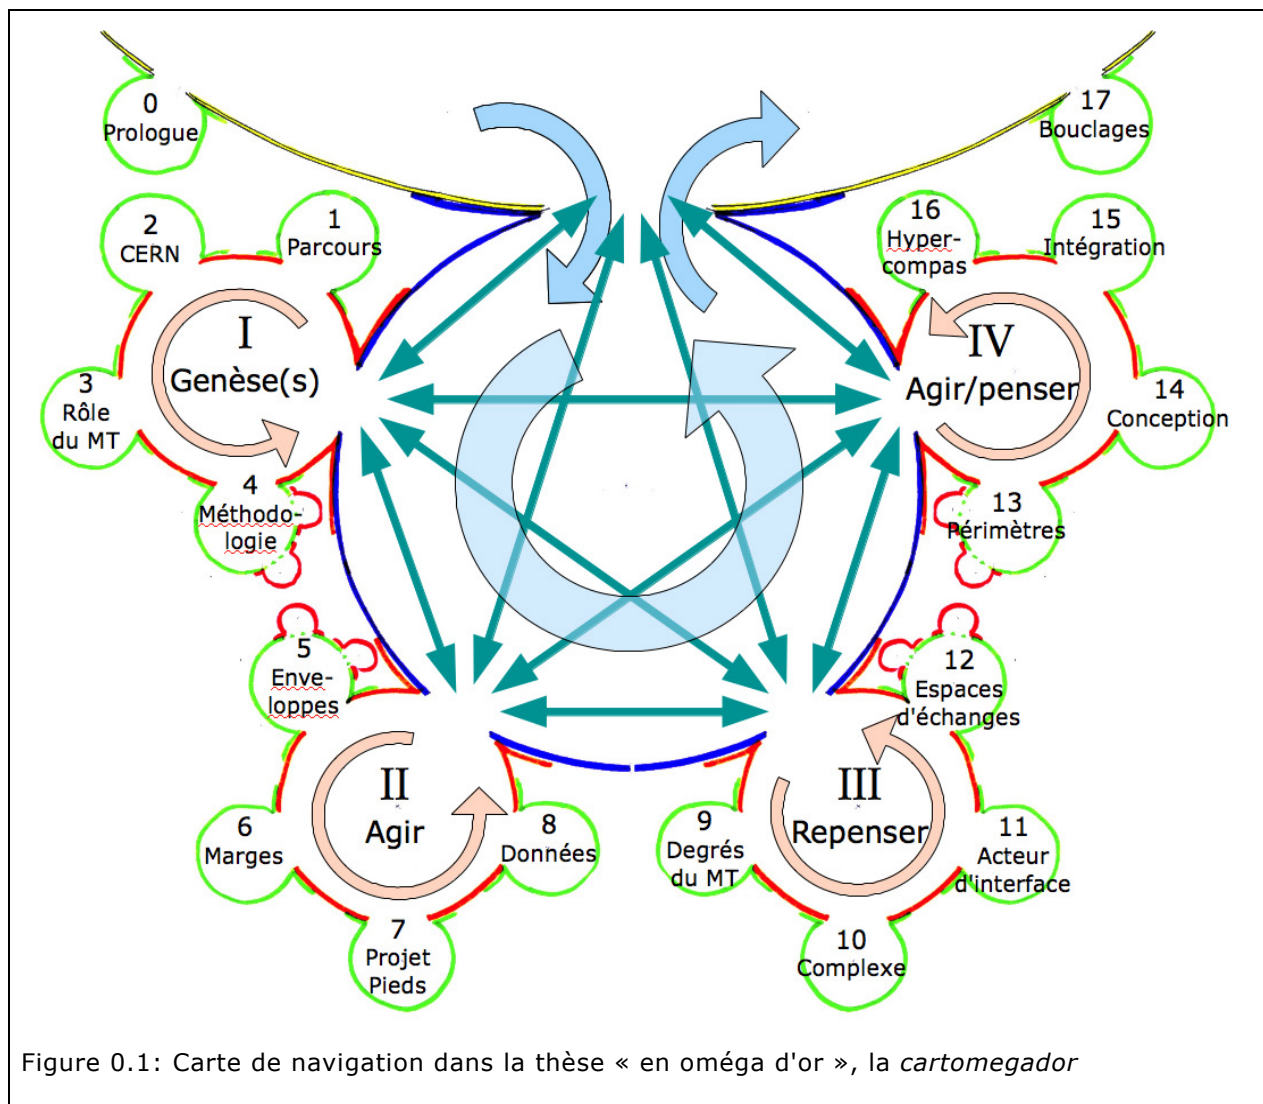 0
Prologue
17
Bouclages
2
CERN
1
Parcours
I
Genèse(s)
3
Rôle
du MT
4
Méthodo-
logie
5
Enve-
loppes
6
Marges
II
Agir
7
Projet
Pieds
8
Données
9
Degrés
du MT
III
Repenser
10
Complexe
11
Acteur
d'interface
12
Espaces
d'échanges
13
Périmètres
IV
Agir/penser
14
Conception
15
Intégration
16
Hyper-
compas
Figure 0.1: Carte de navigation dans la thèse « en oméga d'or », la cartomegador